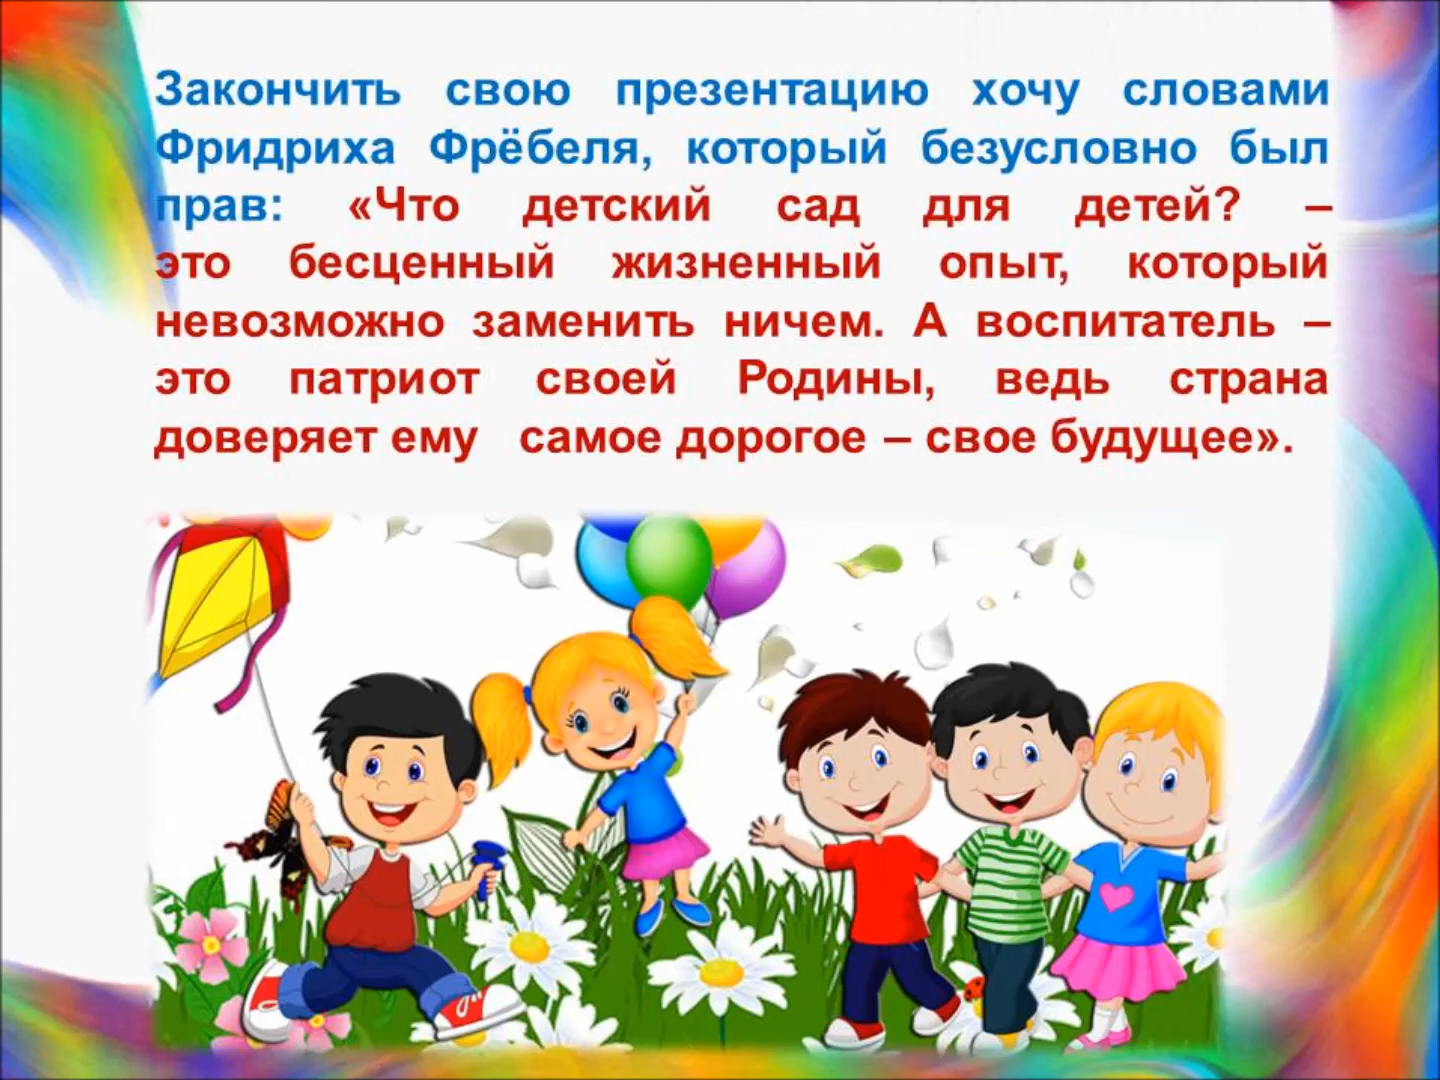 Закончить свою презентацию хочу словами
Фридриха Фрёбеля, который безусловно был
прав: «Что детский сад для детей? –
это бесценный жизненный опыт, который
невозможно заменить ничем. А воспитатель –
это патриот своей Родины, ведь страна
доверяет ему самое дорогое – свое будущее».